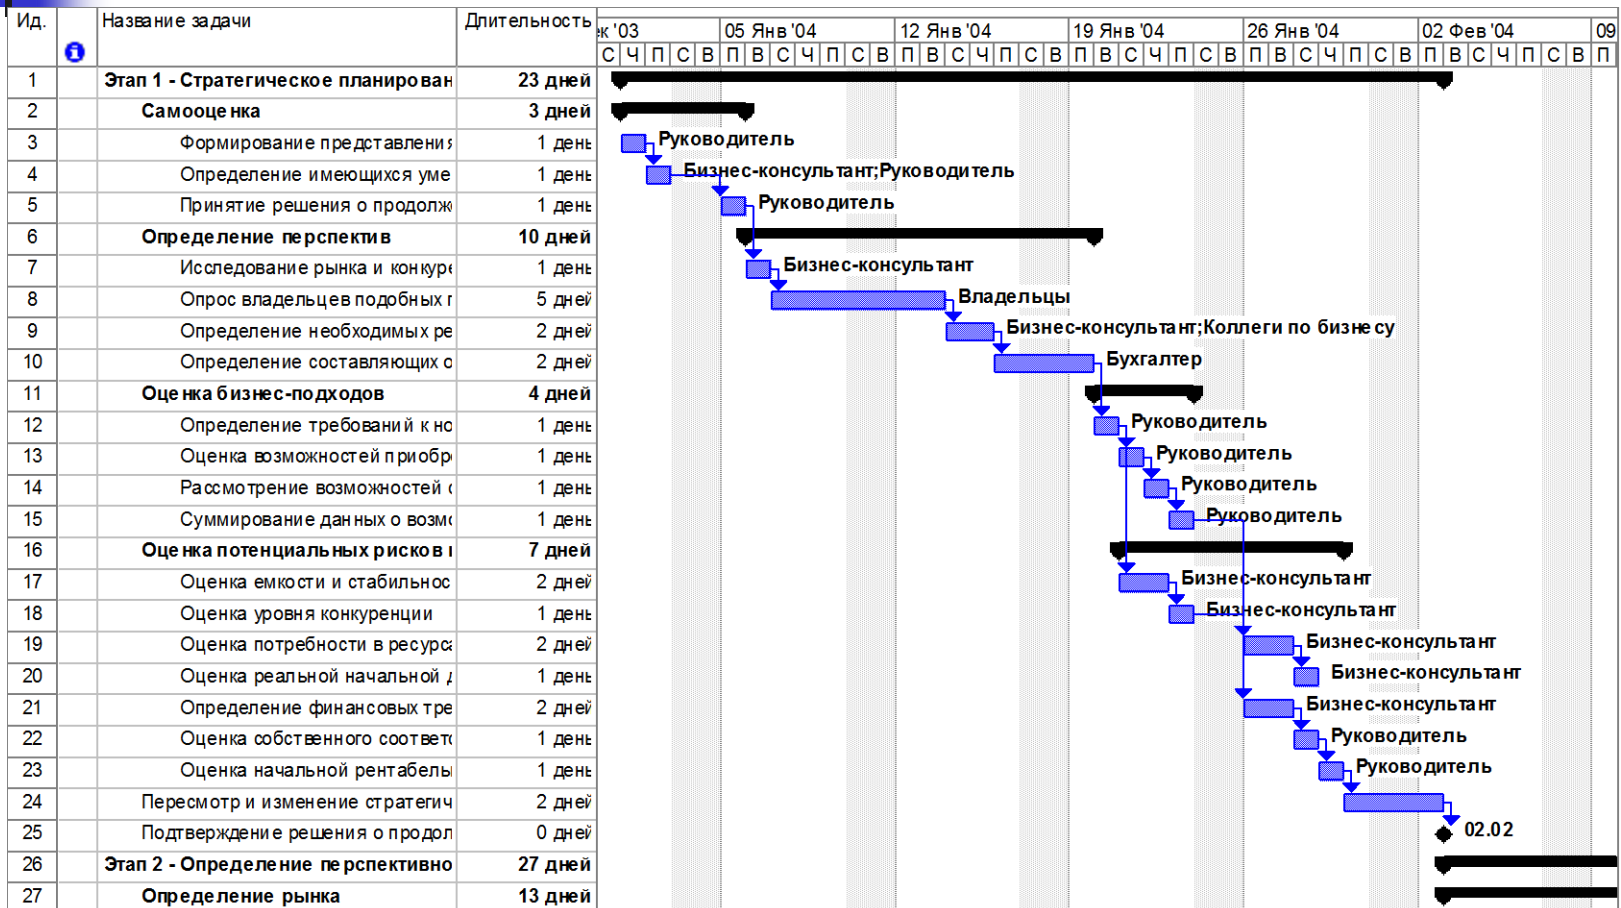 Ид. Название задачи Длительность
ек '03 05 Янв '04 12 Янв '04 19 Янв '04 26 Янв '04 02 Фев '04 09
С Ч П С В П В С Ч П С В П В С Ч П С В П В С Ч П С В П В С Ч П С В П В С Ч П С В П
1 Этап 1 - Стратегическое планирован 23 дней
2 Самооценка 3 дней
3 Формирование представления 1 день Руководитель
4 Определение имеющихся уме 1 день Бизнес-консультант;Руководитель
5 Принятие решения о продолж 1 день Руководитель
6 Определение перспектив 10 дней
7 Исследование рынка и конкуре 1 день Бизнес-консультант
8 Опрос владельцев подобных п 5 дней Владельцы
9 Определение необходимых ре 2 дней Бизнес-консультант;Коллеги по бизнесу
10 Определение составляющих о 2 дней Бухгалтер
11 Оценка бизнес-подходов 4 дней
12 Определение требований к но 1 день Руководитель
13 Оценка возможностей приобр 1 день Руководитель
14 Рассмотрение возможностей с 1 день Руководитель
15 Суммирование данных о возмо 1 день Руководитель
16 Оценка потенциальных рисков и 7 дней
17 Оценка емкости и стабильнос 2 дней Бизнес-консультант
18 Оценка уровня конкуренции 1 день Бизнес-консультант
19 Оценка потребности в ресурса 2 дней Бизнес-консультант
20 Оценка реальной начальной д 1 день Бизнес-консультант
21 Определение финансовых тре 2 дней Бизнес-консультант
22 Оценка собственного соответс 1 день Руководитель
23 Оценка начальной рентабель 1 день Руководитель
24 Пересмотр и изменение стратегич 2 дней
25 Подтверждение решения о продол 0 дней 02.02
26 Этап 2 - Определение перспективно 27 дней
27 Определение рынка 13 дней